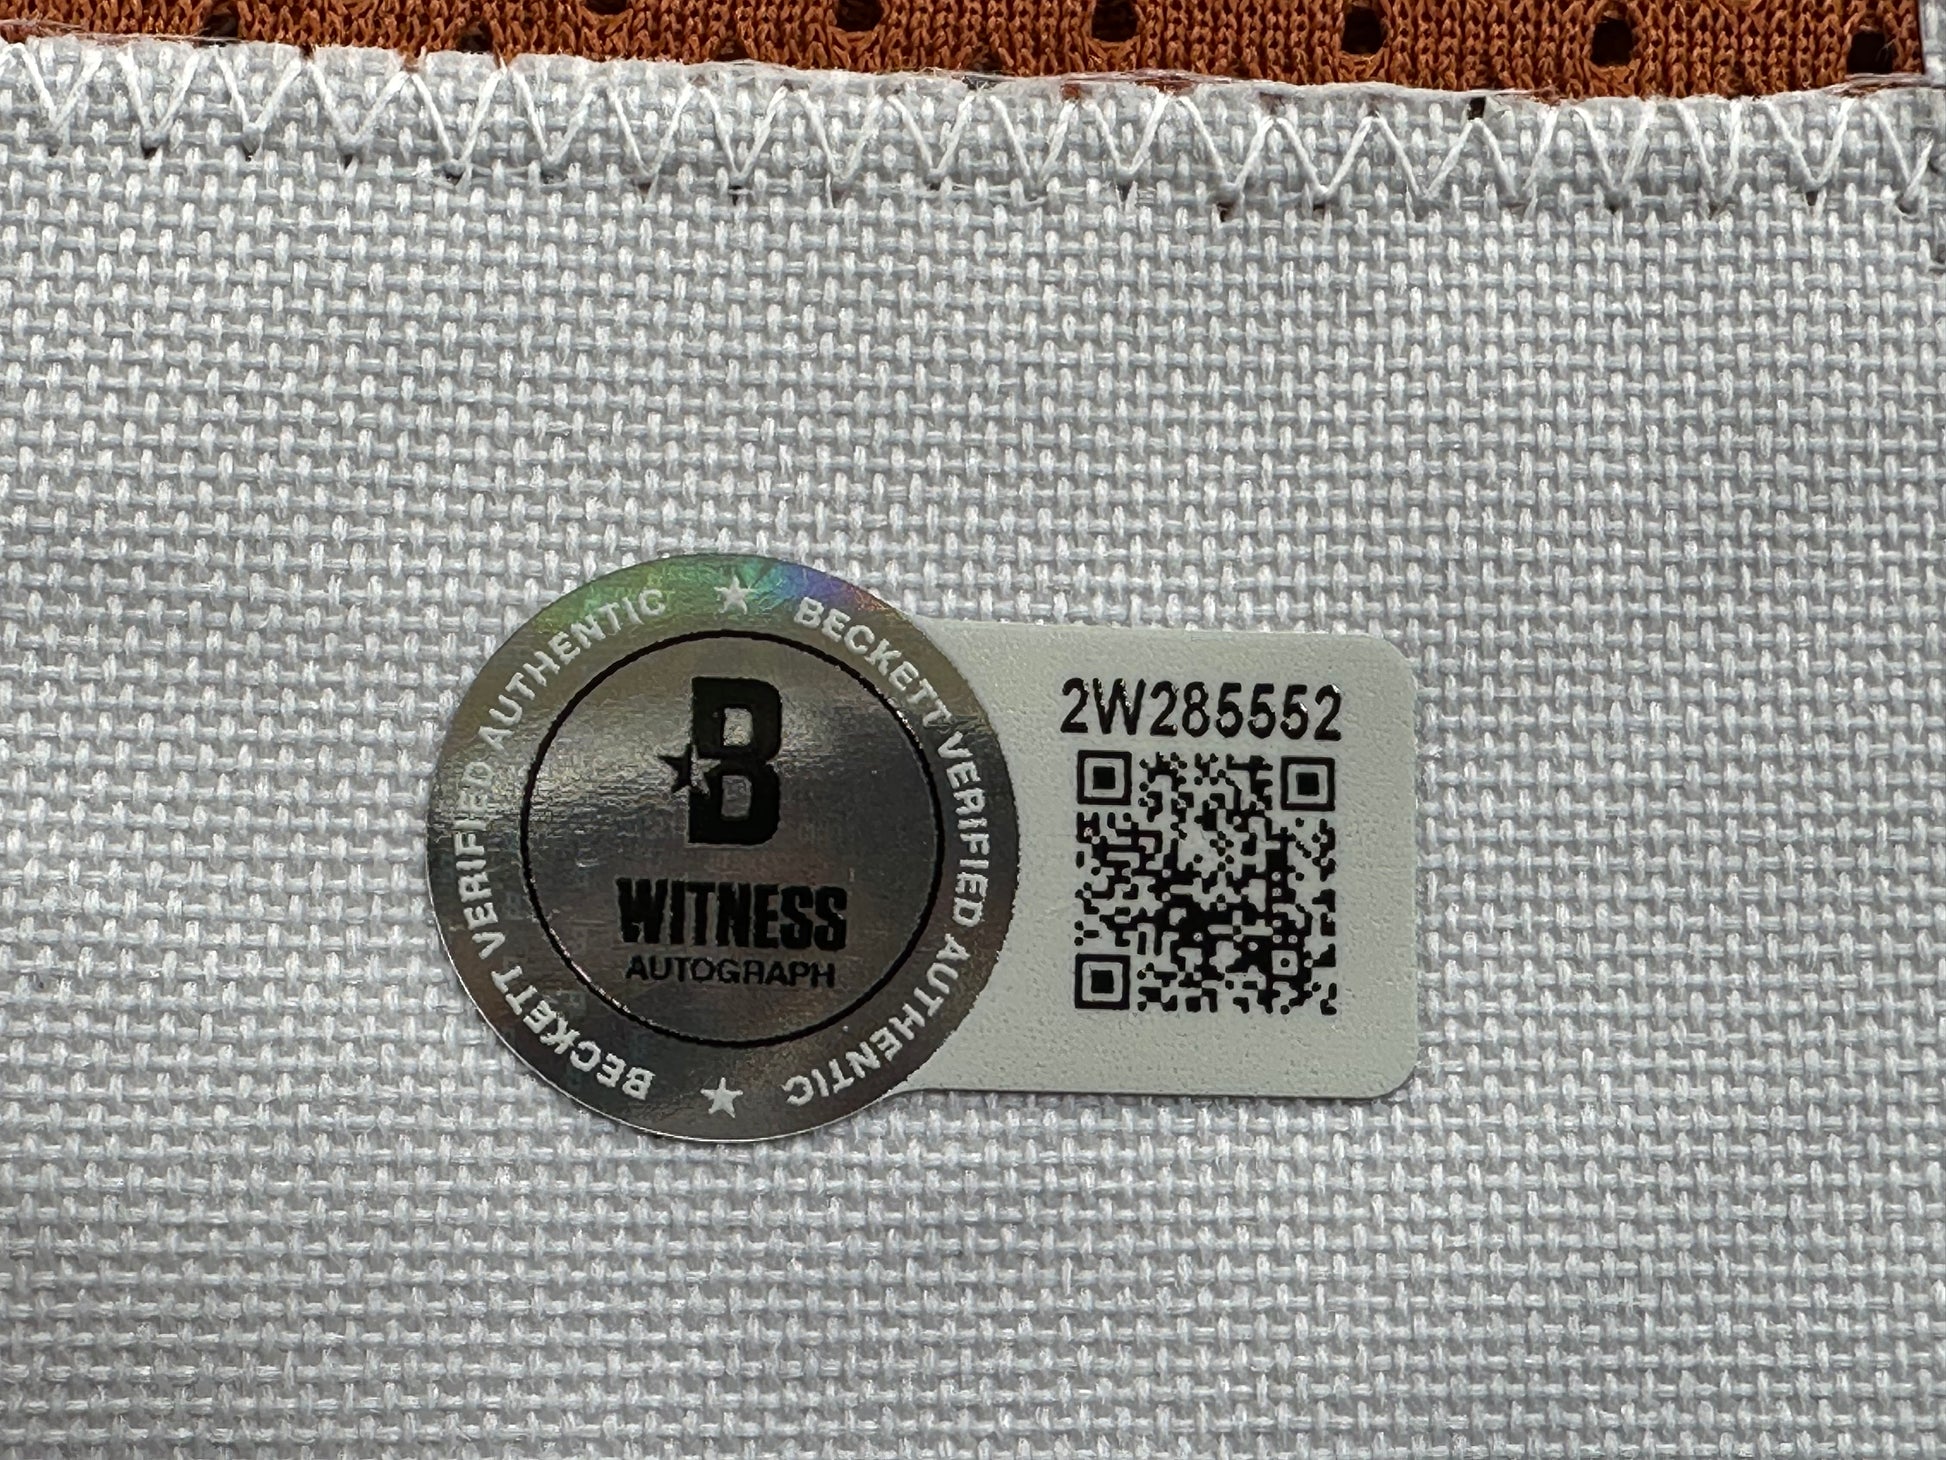 BECKETT VERIFIED AUTHENTIC ★ BECKETT VERIFIED AUTHENTIC ★
B
WITNESS
AUTOGRAPH
2W285552